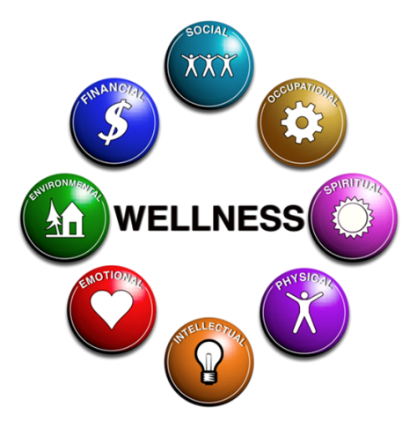 SOCIAL
OCCUPATIONAL
SPIRITUAL
PHYSICAL
INTELLECTUAL
EMOTIONAL
ENVIRONMENTAL
FINANCIAL
$
WELLNESS